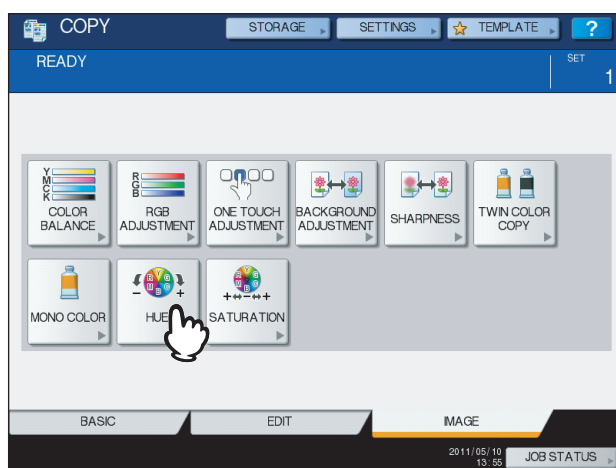 COPY
STORAGE
SETTINGS
TEMPLATE
?
READY
SET
1
Y
M
C
K
COLOR
BALANCE
R
G
B
RGB
ADJUSTMENT
ONE TOUCH
ADJUSTMENT
BACKGROUND
ADJUSTMENT
SHARPNESS
TWIN COLOR
COPY
MONO COLOR
- +
HUE
+⇔-⇔+
SATURATION
BASIC
EDIT
IMAGE
2011/05/10
13:55
JOB STATUS